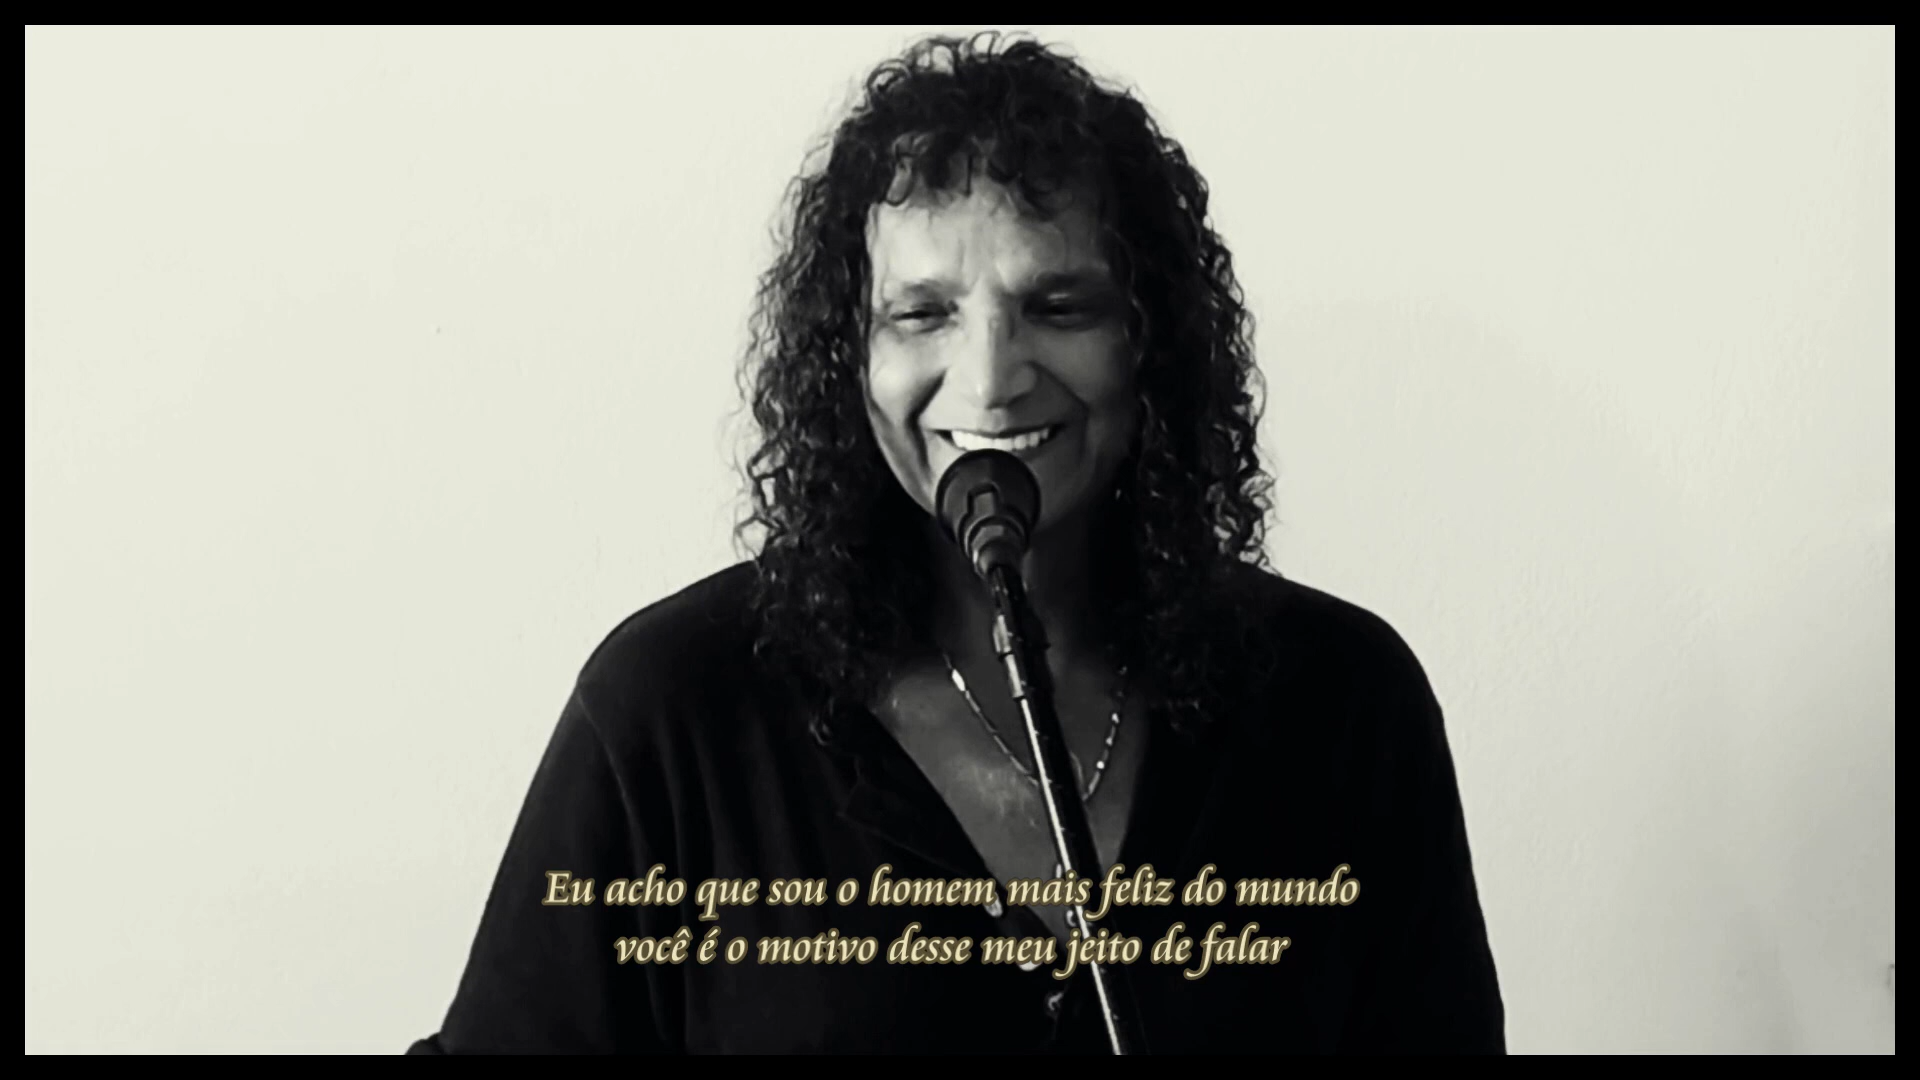 Eu acho que sou o homem mais feliz do mundo
você é o motivo desse meu jeito de falar